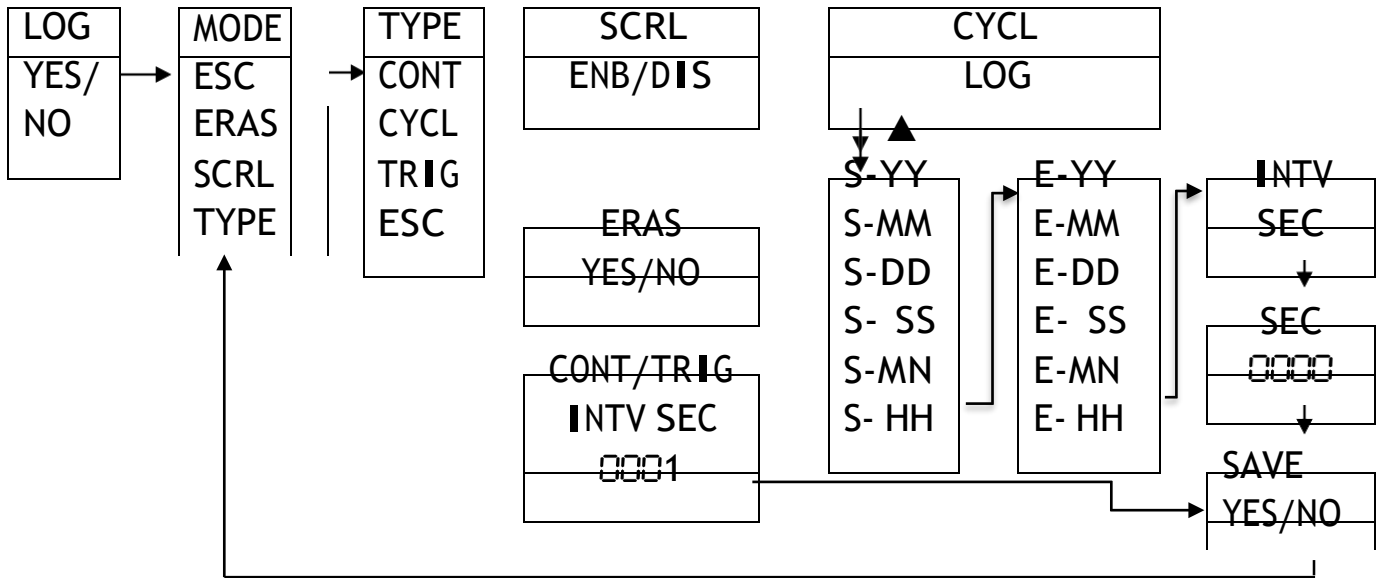 LOG
YES/
NO
MODE
ESC
ERAS
SCRL
TYPE
TYPE
CONT
CYCL
TRIG
ESC
SCRL
ENB/DIS
ERAS
YES/NO
CONT/TRIG
INTV SEC
0001
CYCL
LOG
S-YY
S-MM
S-DD
S- SS
S-MN
S- HH
E-YY
E-MM
E-DD
E- SS
E-MN
E- HH
INTV
SEC
SEC
0000
SAVE
YES/NO